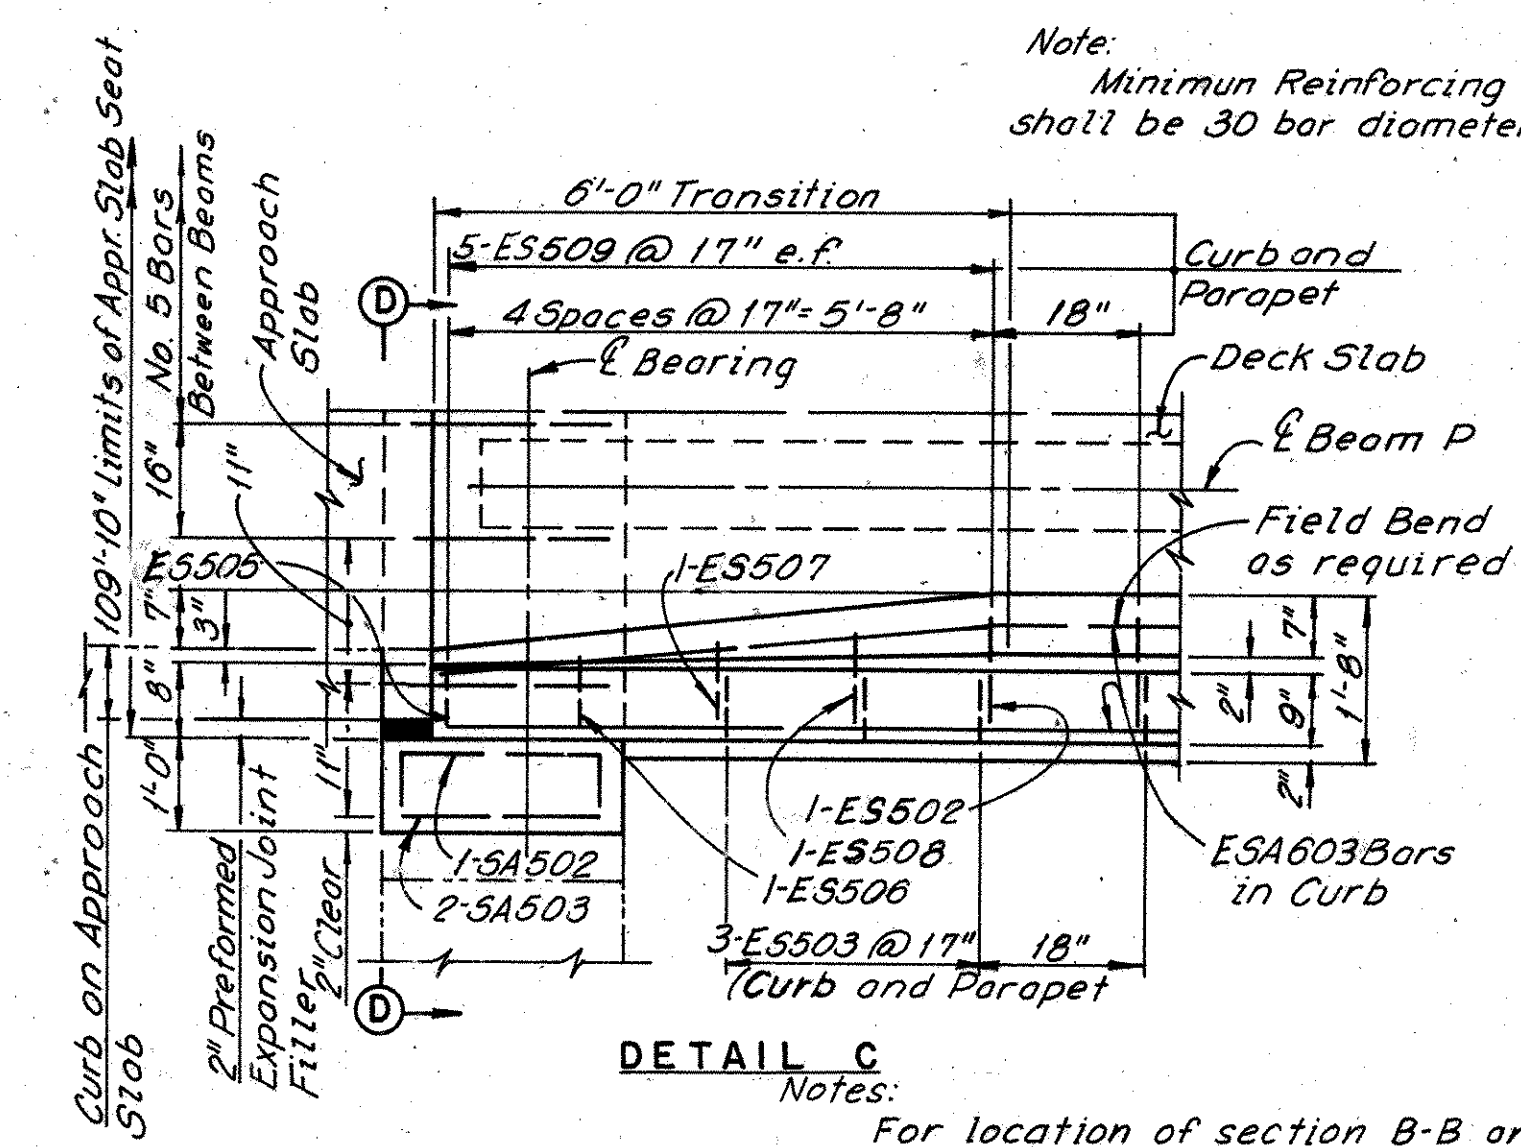 Note:
Minimun Reinforcing
shall be 30 bar diameter
109'-10" Limits of Appr. Slab Seat
No. 5 Bars
Between Beams
Approach
Slab
6'-0" Transition
5-ES509 @ 17" e.f.
Curb and
Parapet
D
4 Spaces @ 17"= 5'-8"
18"
℄ Bearing
Deck Slab
℄ Beam P
16"
11"
Field Bend
as required
ES505
1-ES507
7"
3"
8"
1'-0"
11"
7"
2"
9"
1'-8"
2"
1-ES502
1-ES508
1-ES506
ESA603 Bars
in Curb
1-SA502
2-SA503
3-ES503 @ 17"
18"
(Curb and Parapet
Curb on Approach
Slab
2" Preformed
Expansion Joint
Filler
2" Clear
D
DETAIL C
Notes:
For location of section B-B an